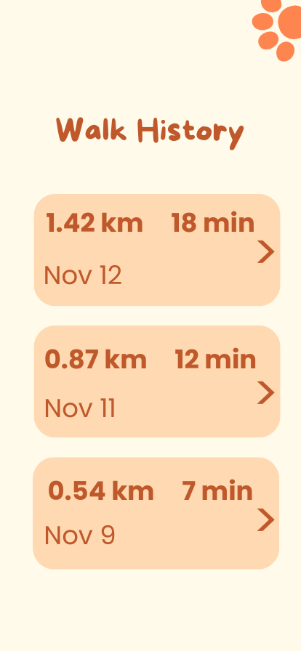 Walk History
1.42 km 18 min
Nov 12
0.87 km 12 min
Nov 11
0.54 km 7 min
Nov 9